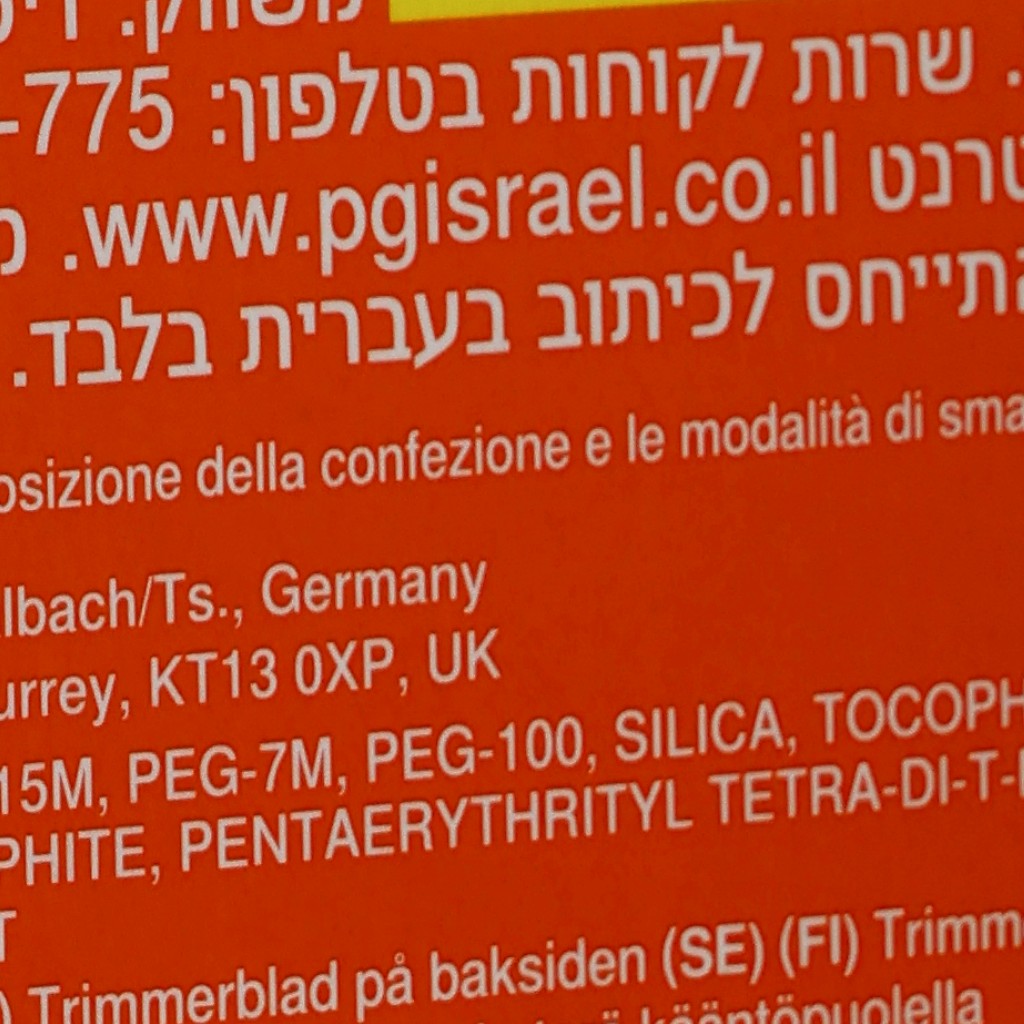 משווק.
. שרות לקוחות בטלפון: 775-
טרנט www.pgisrael.co.il.
התייחס לכיתוב בעברית בלבד.
osizione della confezione e le modalità di sma
lbach/Ts., Germany
urrey, KT13 0XP, UK
15M, PEG-7M, PEG-100, SILICA, TOCOPH
PHITE, PENTAERYTHRITYL TETRA-DI-T-
T
) Trimmerblad på baksiden (SE) (FI) Trimm
kääntöpuolella